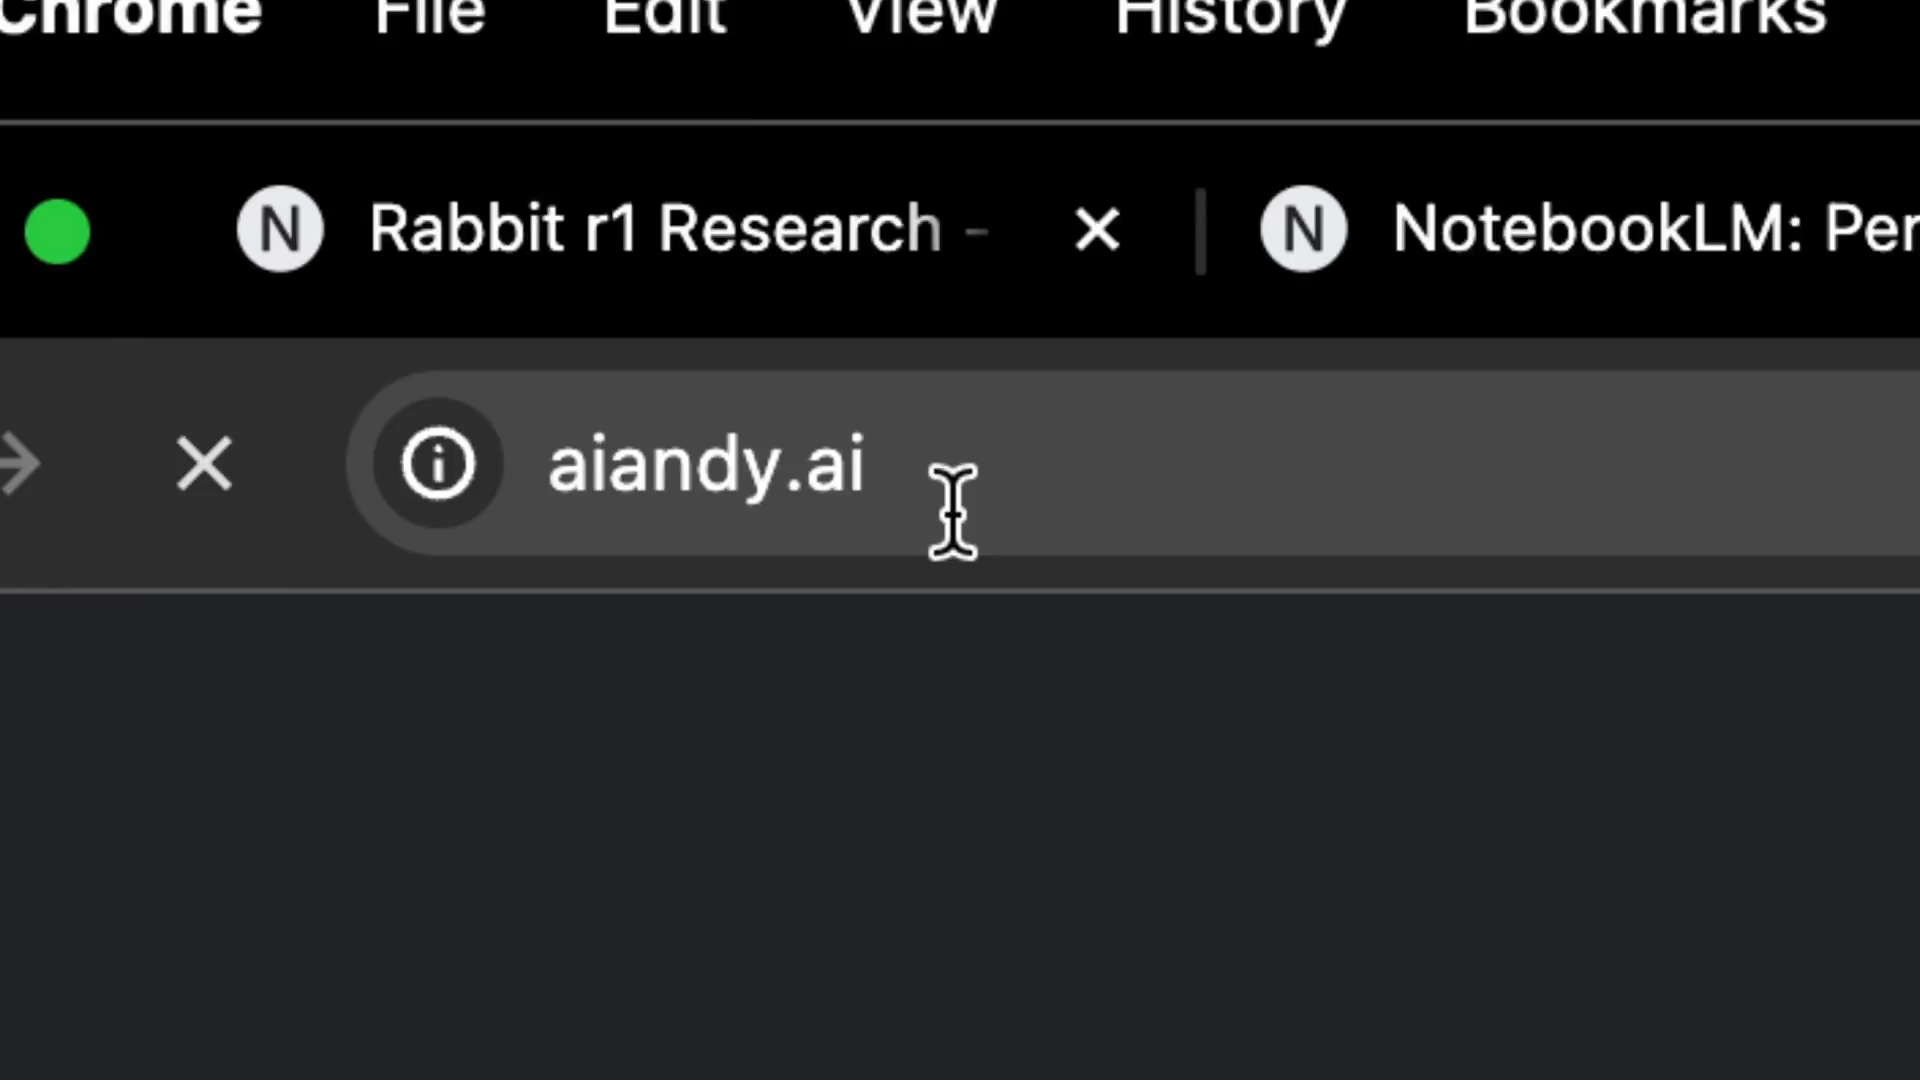 Chrome File Edit View History Bookmarks
N Rabbit r1 Research - N NotebookLM: Per
aiandy.ai